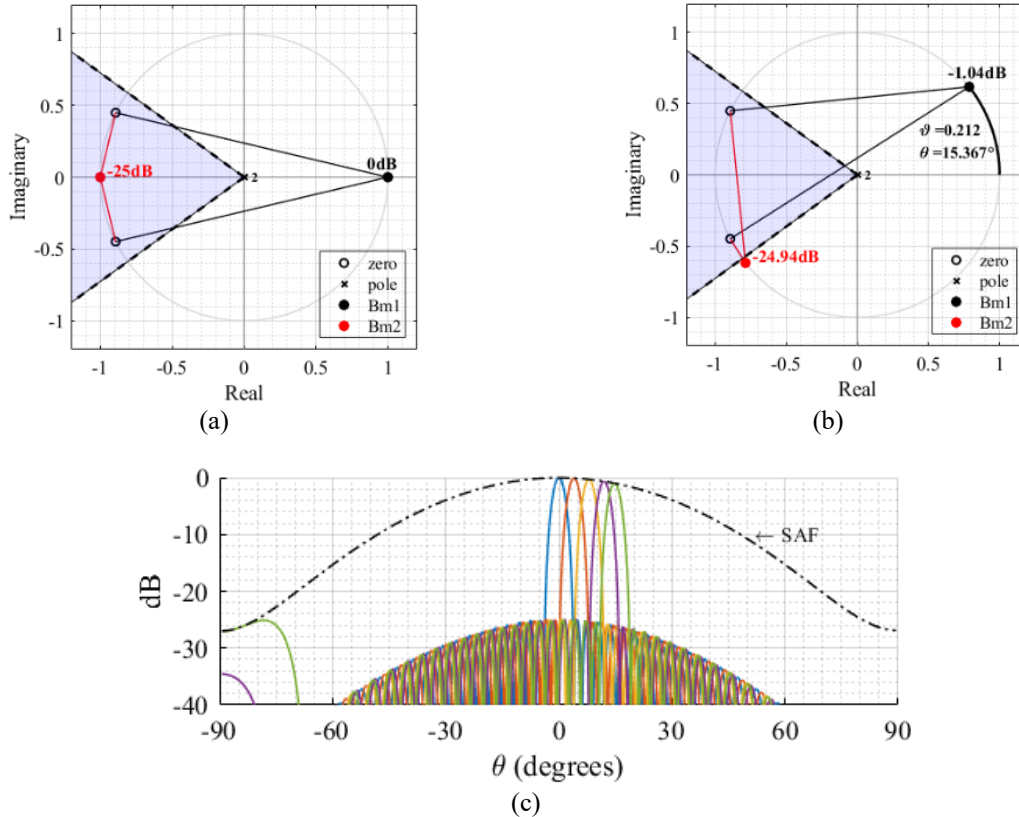 1
0.5
0
-0.5
-1
Imaginary
-1
-0.5
0
0.5
1
Real
-25dB
0dB
2
zero
pole
Bm1
Bm2
(a)
1
0.5
0
-0.5
-1
Imaginary
-1
-0.5
0
0.5
1
Real
-1.04dB
ϑ =0.212
θ =15.367°
2
-24.94dB
zero
pole
Bm1
Bm2
(b)
0
-10
-20
-30
-40
dB
← SAF
-90
-60
-30
0
30
60
90
θ (degrees)
(c)